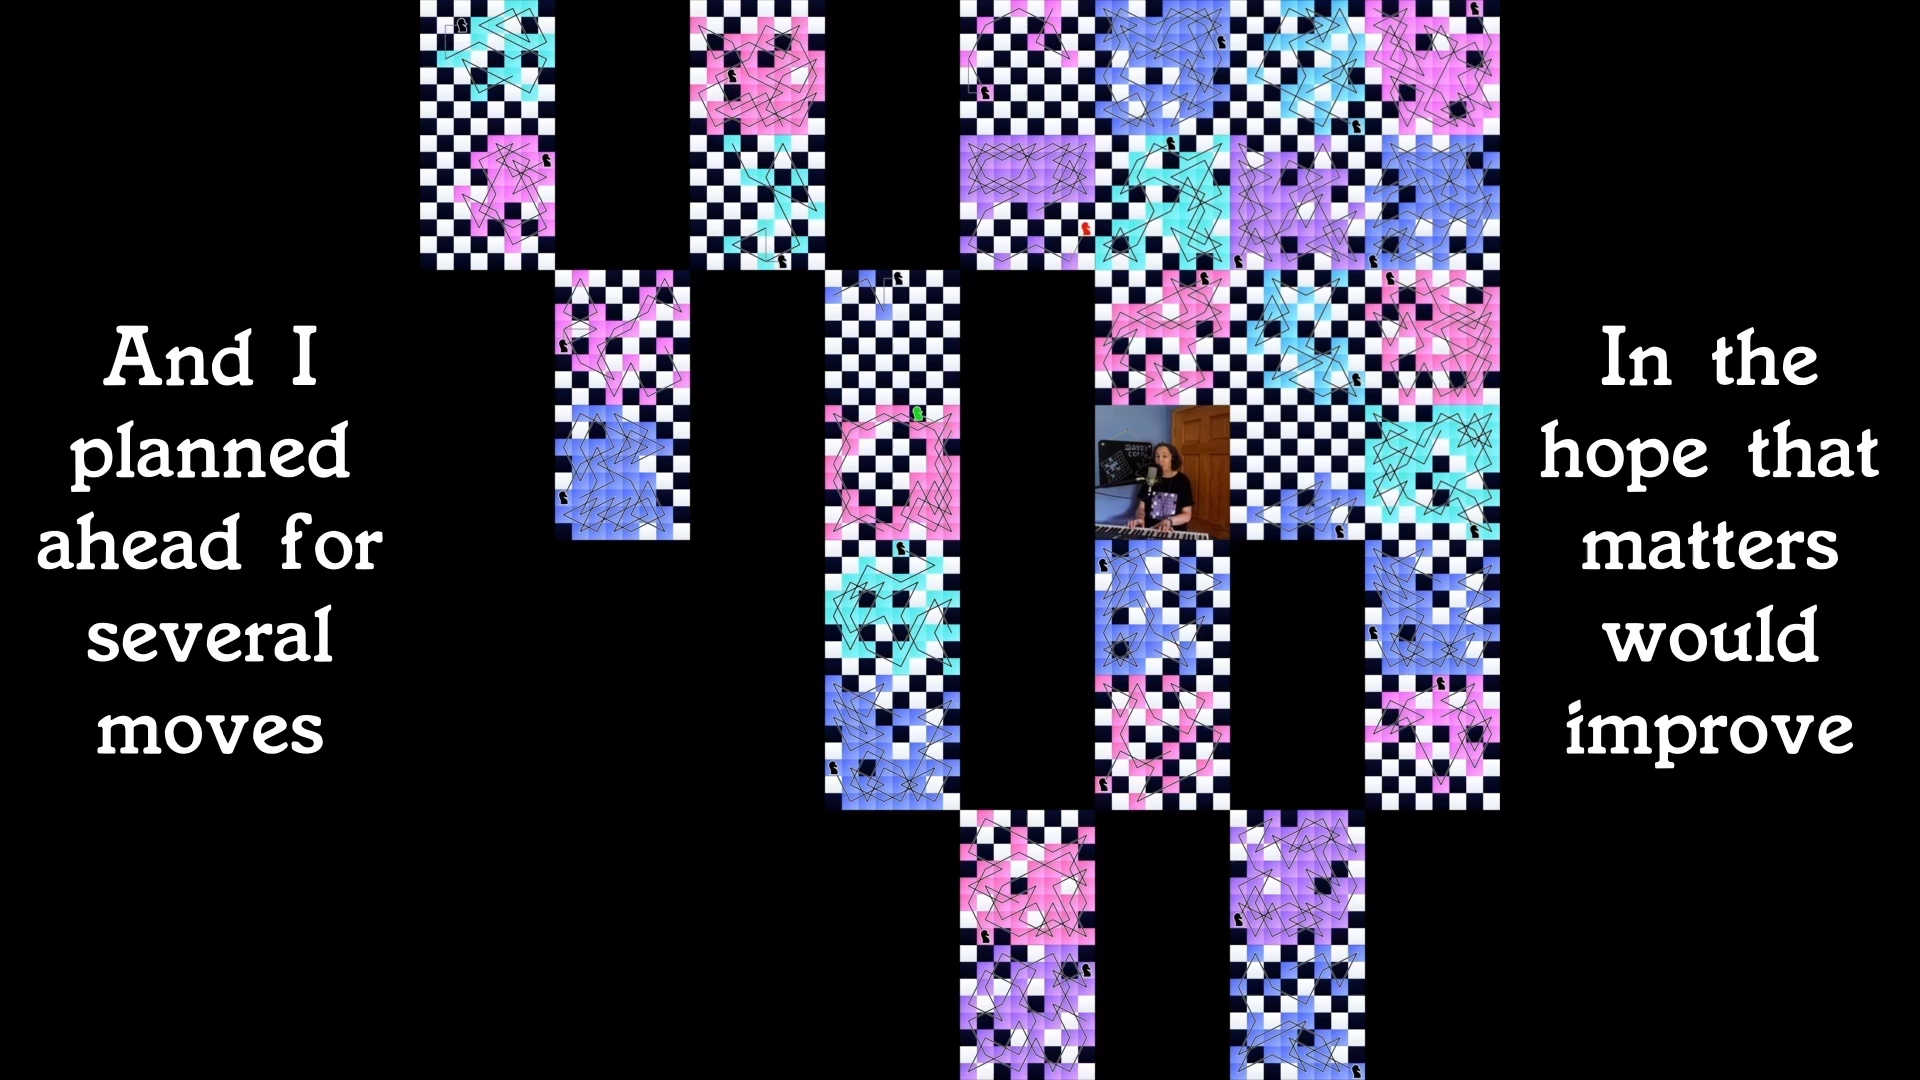 And I
planned
ahead for
several
moves
In the
hope that
matters
would
improve